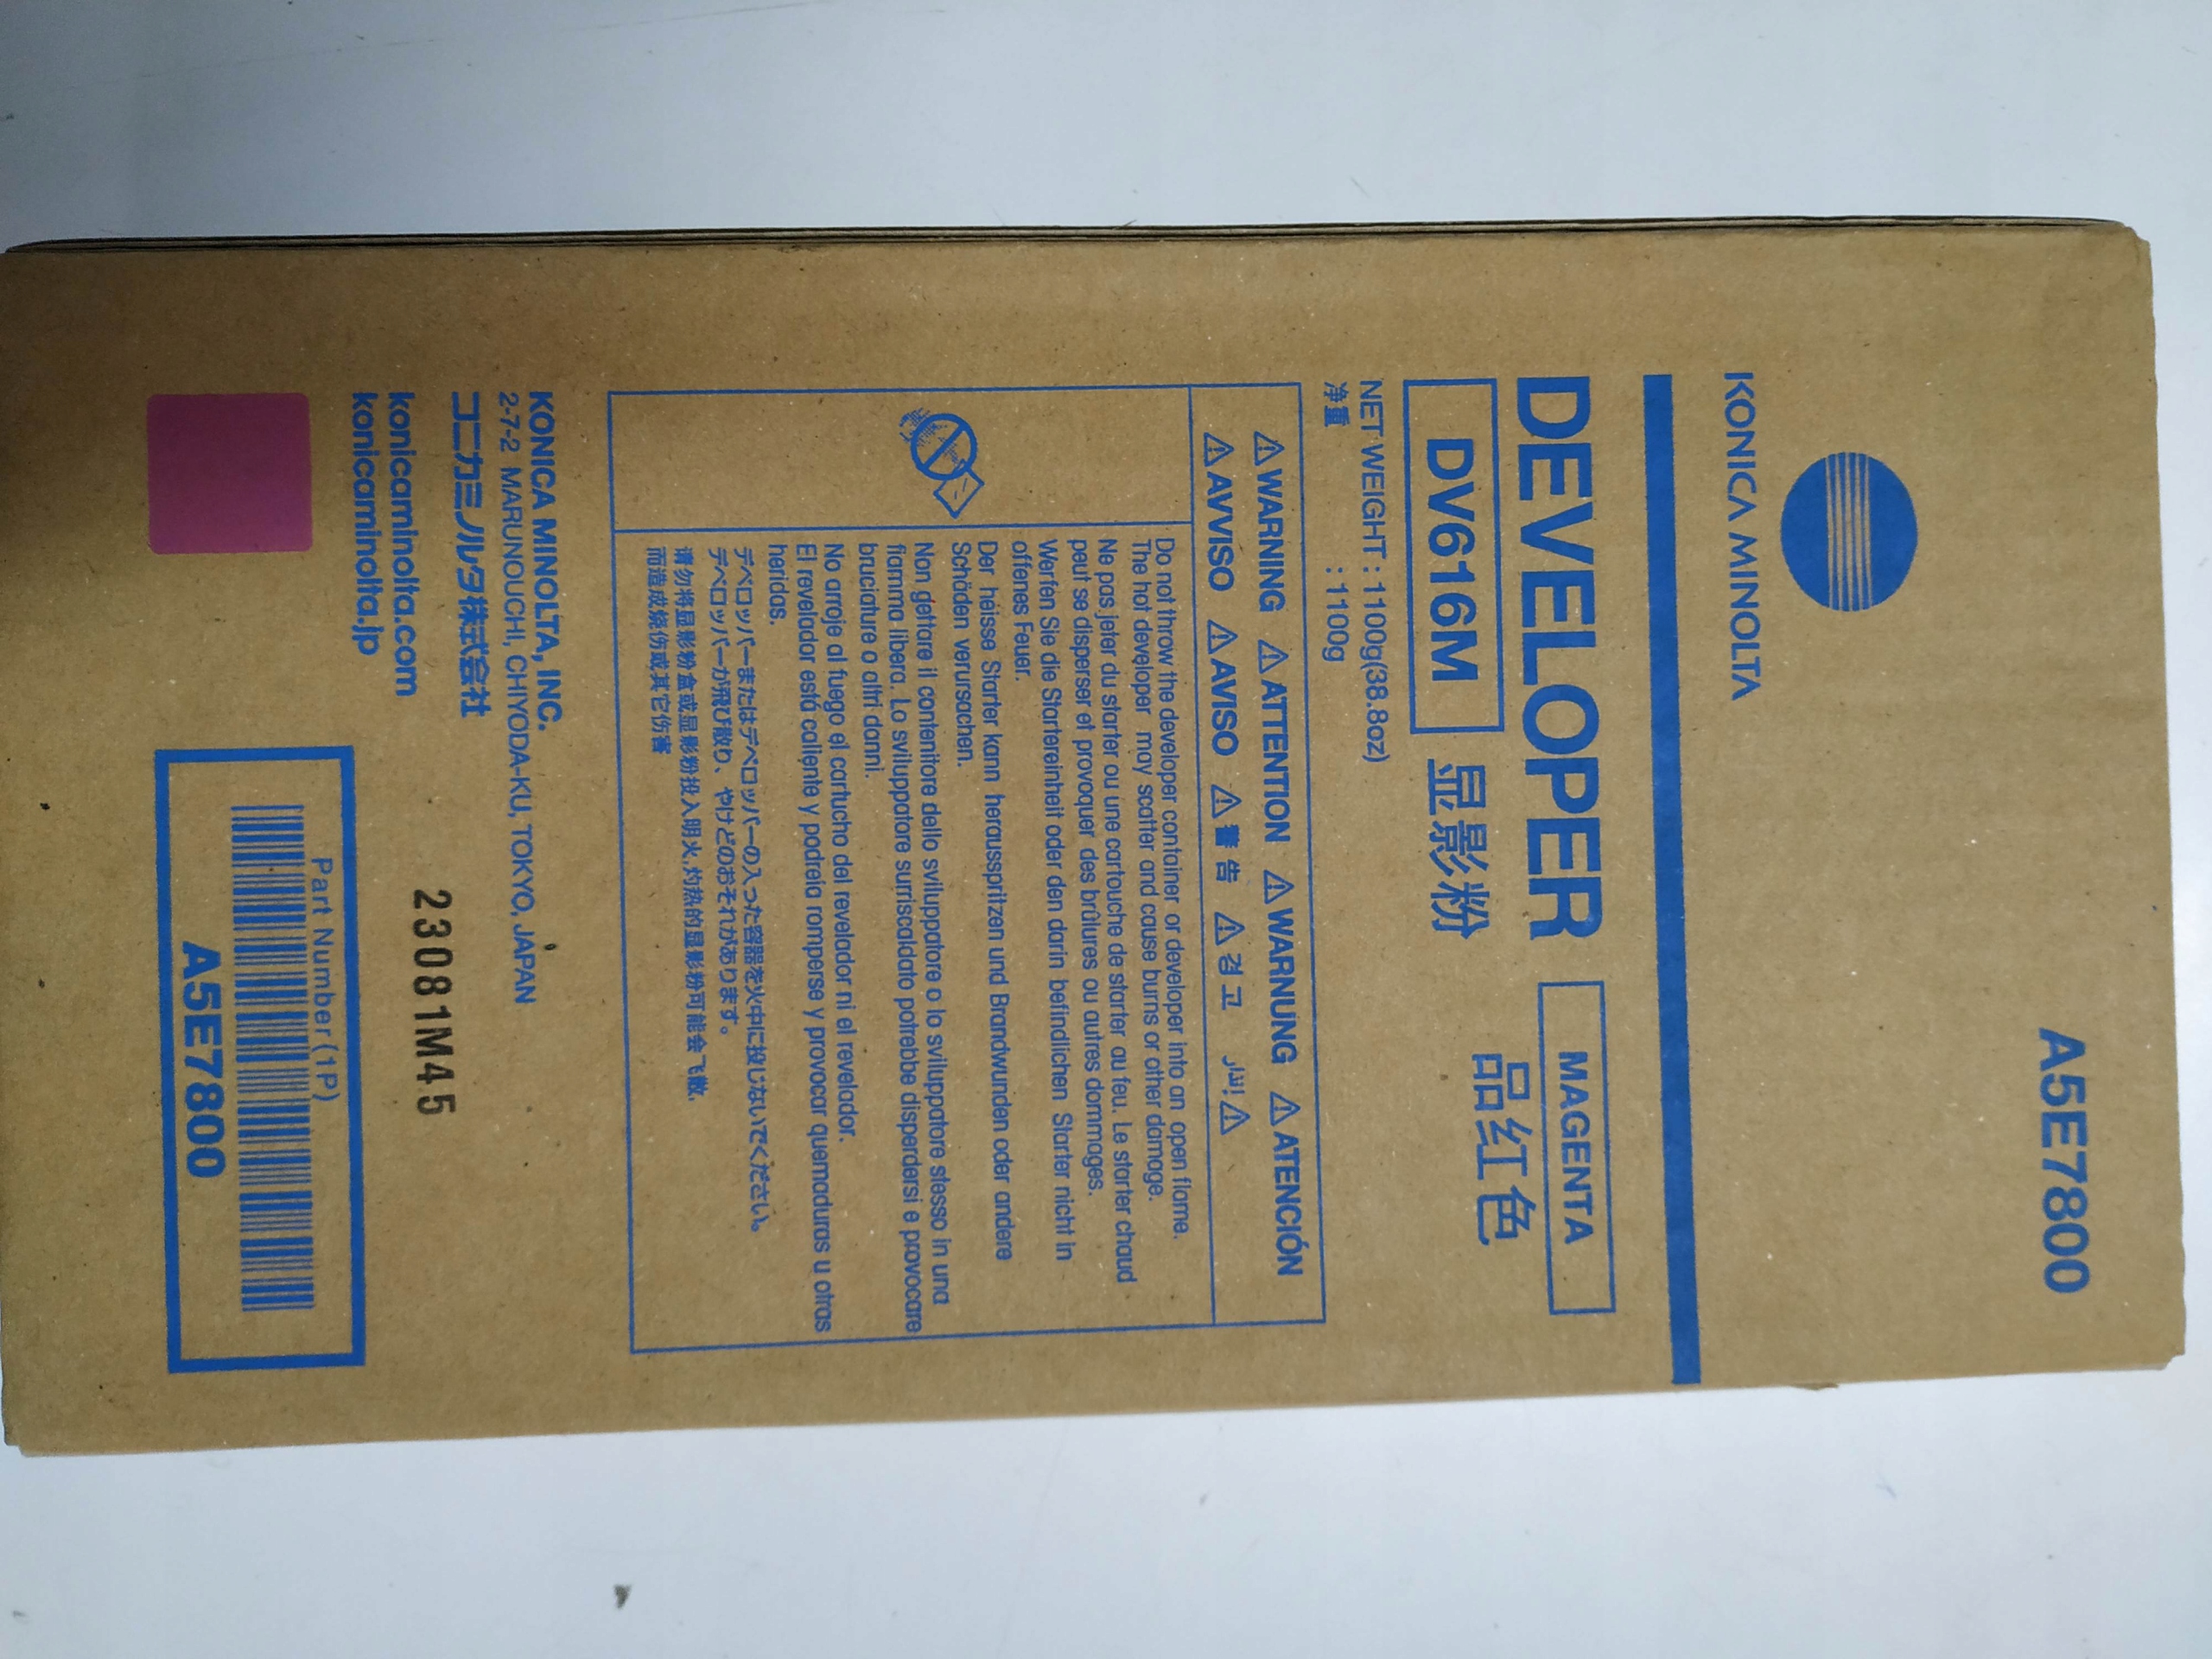 A5E7800
KONICA MINOLTA
DEVELOPER MAGENTA
DV616M 显影粉 品红色
NET WEIGHT : 1100g(38.8oz)
净重 : 1100g
⚠WARNING ⚠ATTENTION ⚠WARNUNG ⚠ATENCIÓN
⚠AVVISO ⚠AVISO ⚠警告 ⚠경고 ⚠إنذار
Do not throw the developer container or developer into an open flame.
The hot developer may scatter and cause burns or other damage.
Ne pas jeter du starter ou une cartouche de starter au feu. Le starter chaud
peut se disperser et provoquer des brûlures ou autres dommages.
Werfen Sie die Startereinheit oder den darin befindlichen Starter nicht in
offenes Feuer.
Der heisse Starter kann herausspritzen und Brandwunden oder andere
Schäden verursachen.
Non gettare il contenitore dello sviluppatore o lo sviluppatore stesso in una
fiamma libera. Lo sviluppatore surriscaldato potrebbe disperdersi e provocare
bruciature o altri danni.
No arroje al fuego el cartucho del revelador ni el revelador.
El revelador está caliente y podreia romperse y provocar quemaduras u otras
heridas.
デベロッパーまたはデベロッパーの入った容器を火中に投じないでください。
デベロッパーが飛び散り、やけどのおそれがあります。
请勿将显影粉盒或显影粉投入明火,灼热的显影粉可能会飞散,
而造成烧伤或其它伤害
KONICA MINOLTA, INC.
2-7-2 MARUNOUCHI, CHIYODA-KU, TOKYO, JAPAN
コニカミノルタ株式会社
konicaminolta.com
konicaminolta.jp
23081M45
Part Number(1P)
A5E7800